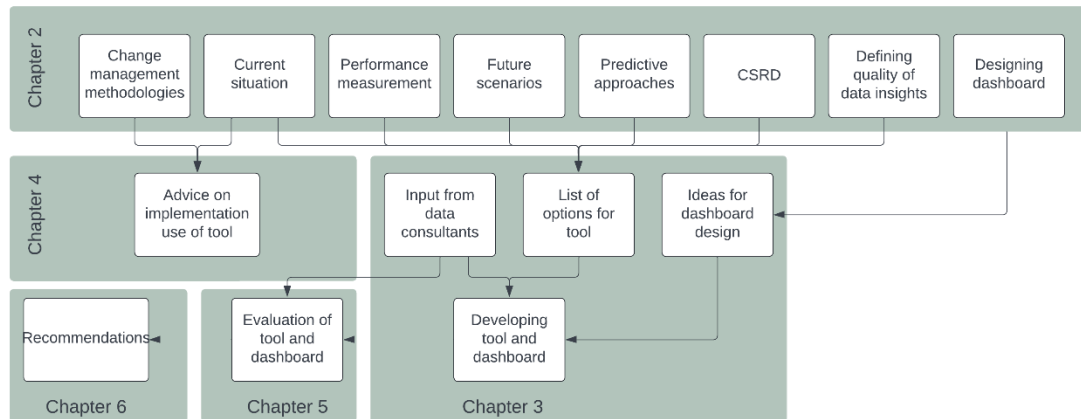 Chapter 2
Change
management
methodologies
Current
situation
Performance
measurement
Future
scenarios
Predictive
approaches
CSRD
Defining
quality of
data insights
Designing
dashboard
Chapter 4
Advice on
implementation
use of tool
Input from
data
consultants
List of
options for
tool
Ideas for
dashboard
design
Recommendations
Evaluation of
tool and
dashboard
Developing
tool and
dashboard
Chapter 6
Chapter 5
Chapter 3